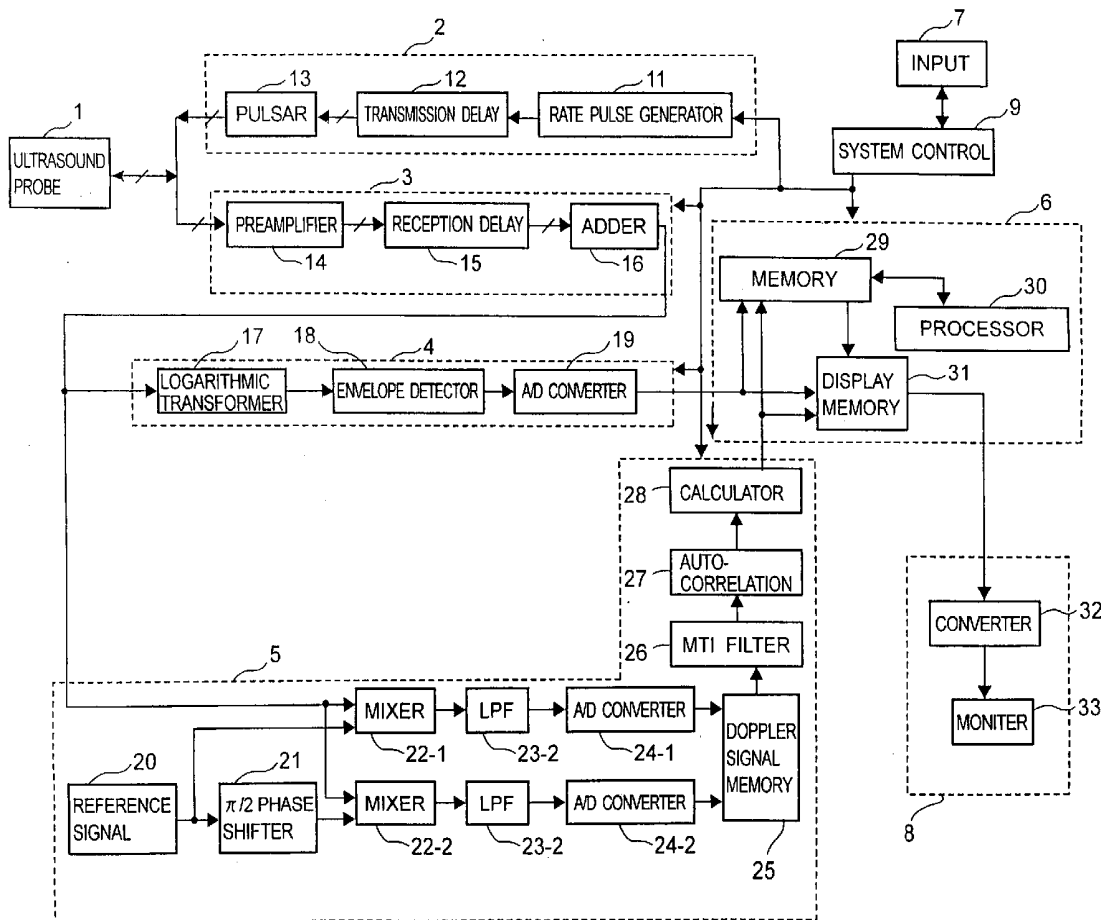 2
7
INPUT
13
12
11
PULSAR
TRANSMISSION DELAY
RATE PULSE GENERATOR
1
ULTRASOUND
PROBE
9
SYSTEM CONTROL
3
PREAMPLIFIER
RECEPTION DELAY
ADDER
14
15
16
6
29
MEMORY
30
PROCESSOR
17
18
4
19
LOGARITHMIC
TRANSFORMER
ENVELOPE DETECTOR
A/D CONVERTER
DISPLAY
MEMORY
31
28
CALCULATOR
27
AUTO-
CORRELATION
26
MTI FILTER
5
MIXER
LPF
A/D CONVERTER
22-1
23-2
24-1
DOPPLER
SIGNAL
MEMORY
20
REFERENCE
SIGNAL
21
π/2 PHASE
SHIFTER
MIXER
LPF
A/D CONVERTER
22-2
23-2
24-2
25
CONVERTER
32
MONITER
33
8